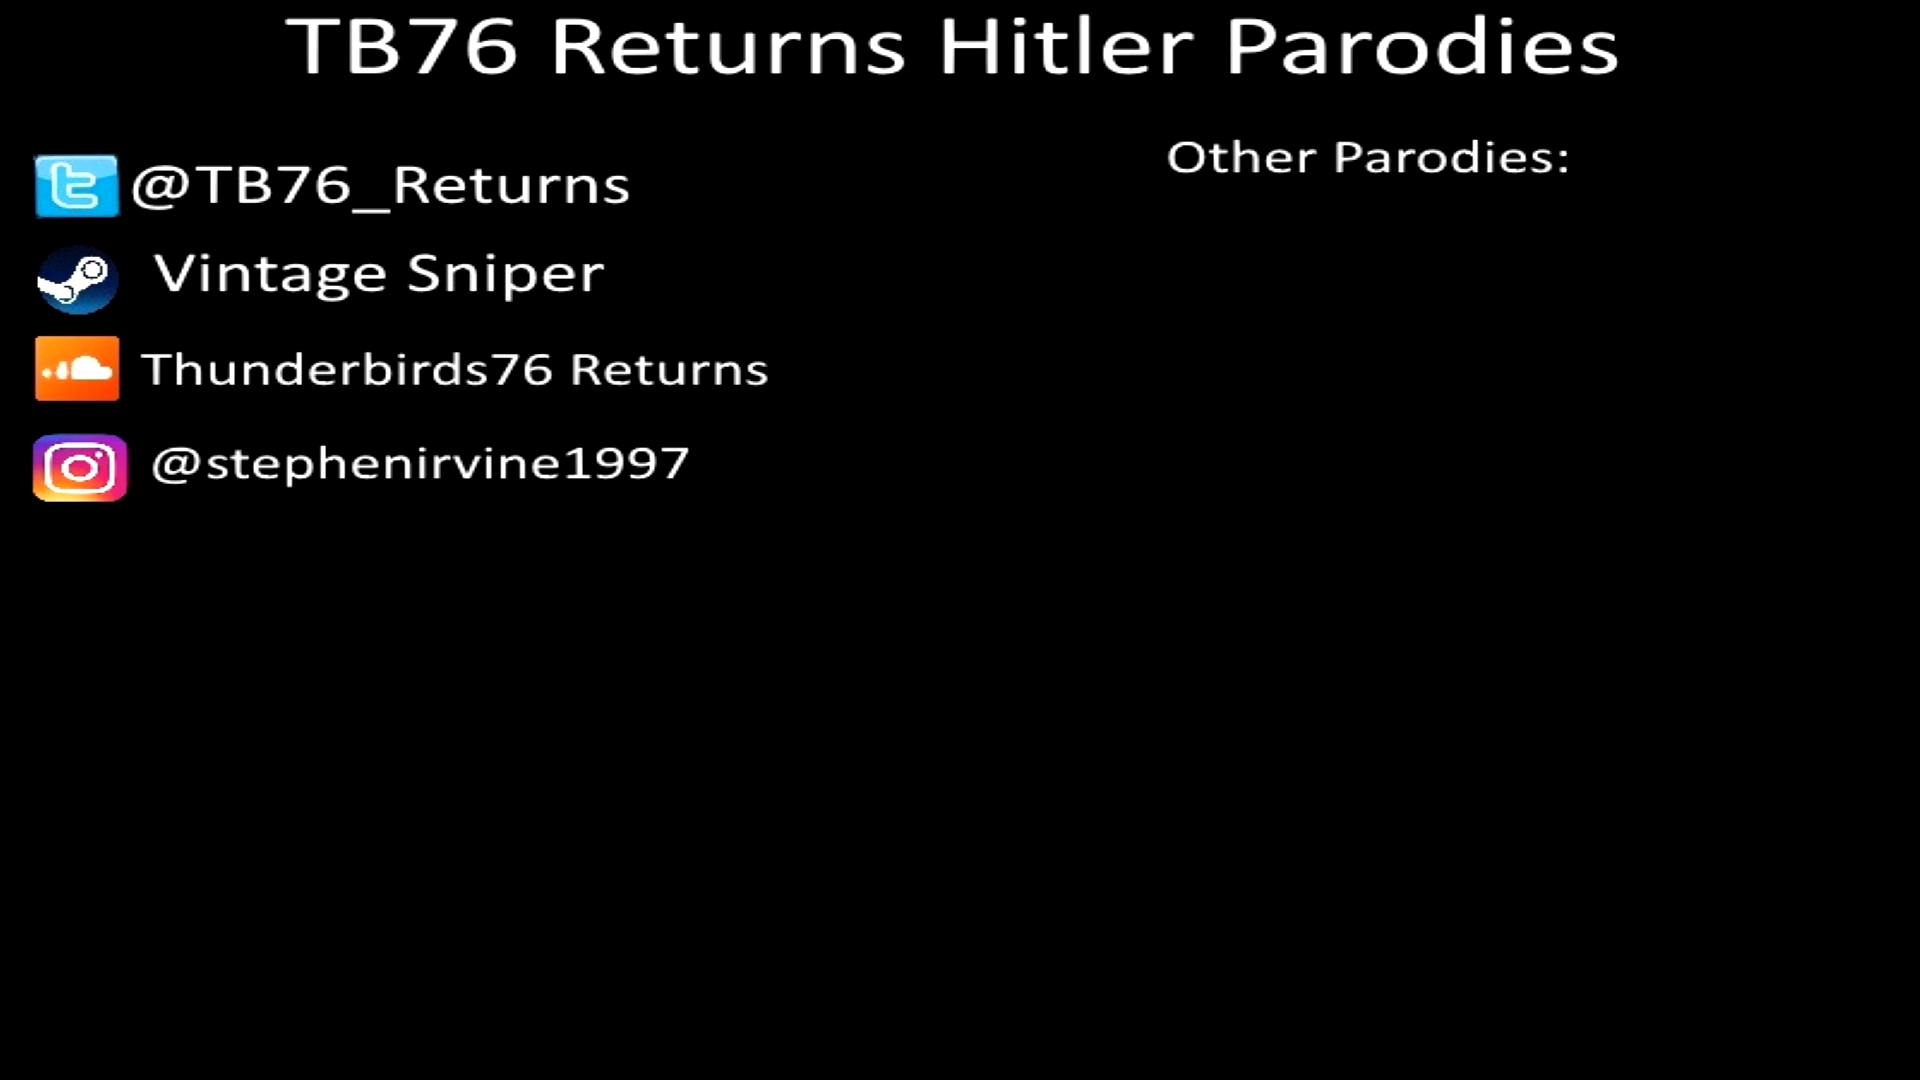 TB76 Returns Hitler Parodies
@TB76_Returns
Vintage Sniper
Thunderbirds76 Returns
@stephenirvine1997
Other Parodies: